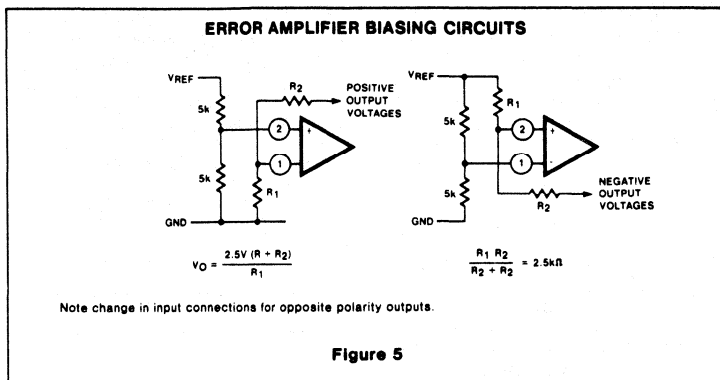 ERROR AMPLIFIER BIASING CIRCUITS
VREF
5k
5k
GND
R2
2
1
+
R1
POSITIVE
OUTPUT
VOLTAGES
VO = 2.5V (R + R2) / R1
VREF
5k
5k
GND
R1
2
1
+
-
R2
NEGATIVE
OUTPUT
VOLTAGES
R1 R2 / R2 + R2 = 2.5kΩ
Note change in input connections for opposite polarity outputs.
Figure 5